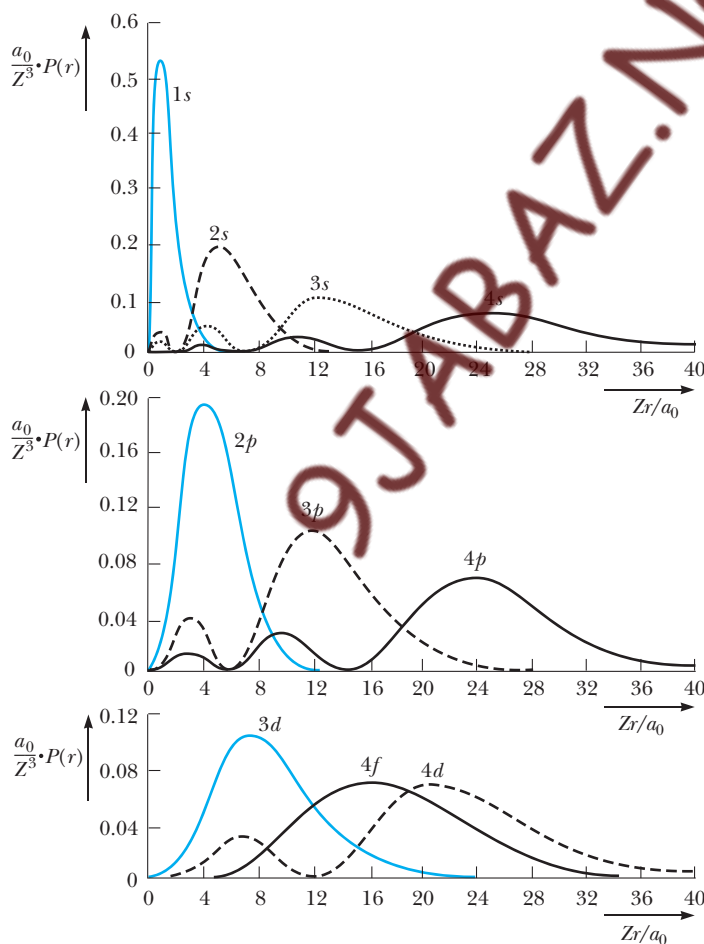 0.6
a0/Z3 • P(r)
0.5
1s
0.4
0.3
0.2
2s
3s
0.1
4s
0
0 4 8 12 16 20 24 28 32 36 40
Zr/a0
0.20
a0/Z3 • P(r)
2p
0.16
0.12
3p
0.08
4p
0.04
0
0 4 8 12 16 20 24 28 32 36 40
Zr/a0
0.12
3d
a0/Z3 • P(r)
4f 4d
0.08
0.04
0
0 4 8 12 16 20 24 28 32 36 40
Zr/a0
9JABAZ.N